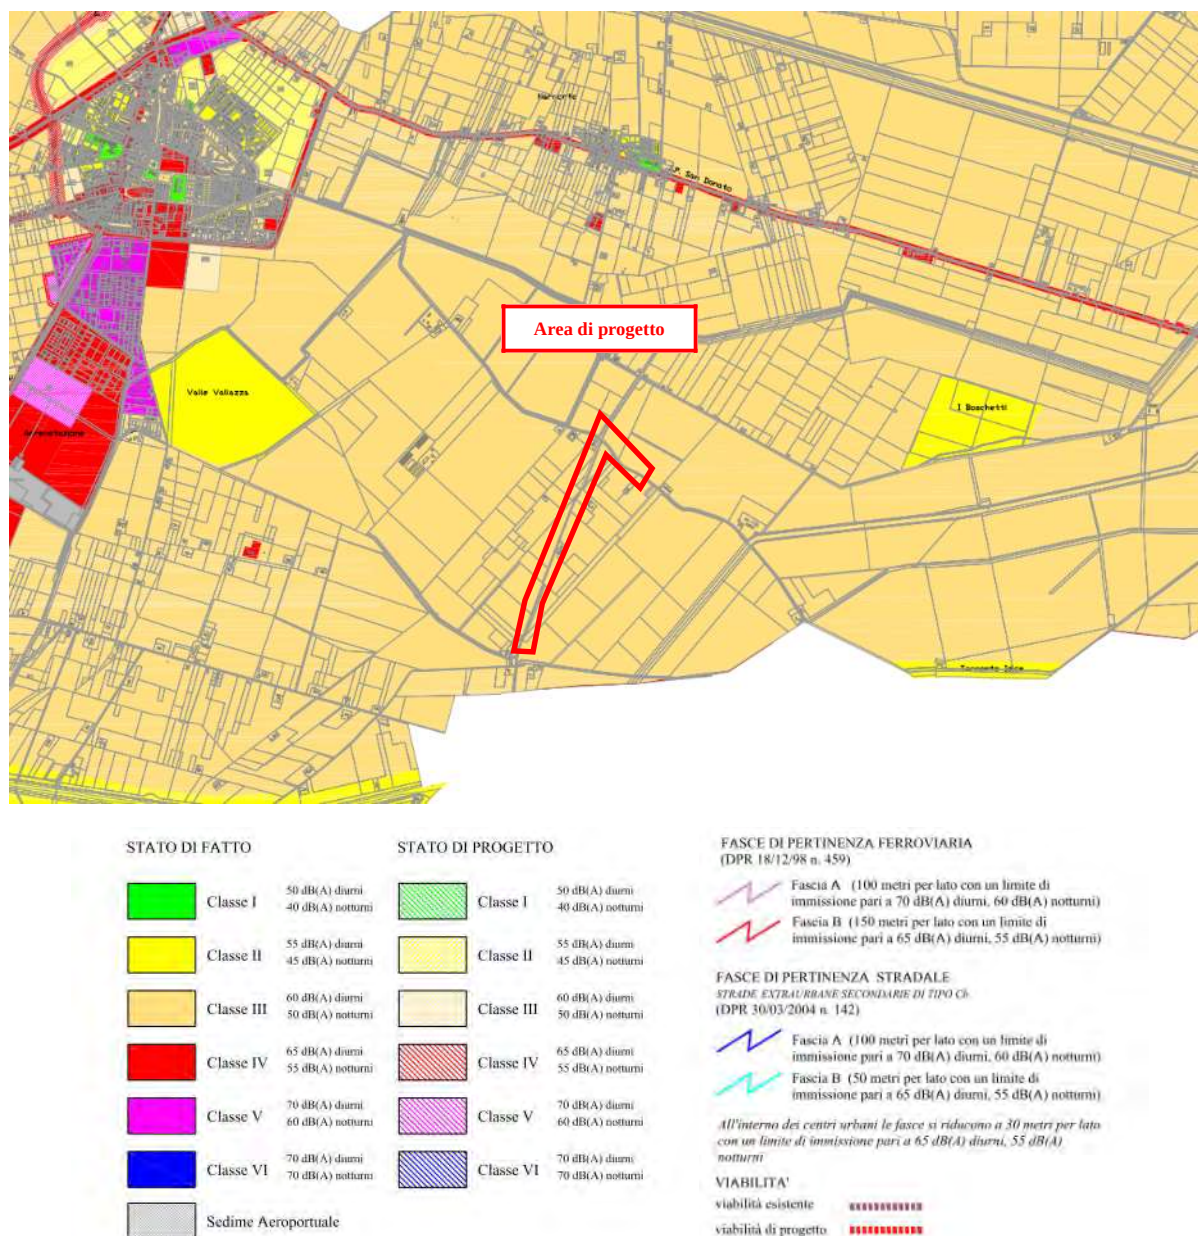 Marmorta
S.P. San Donato
Area di progetto
Valle Vallazza
I Boschetti
STATO DI FATTO
Classe I
50 dB(A) diurni
40 dB(A) notturni
Classe II
55 dB(A) diurni
45 dB(A) notturni
Classe III
60 dB(A) diurni
50 dB(A) notturni
Classe IV
65 dB(A) diurni
55 dB(A) notturni
Classe V
70 dB(A) diurni
60 dB(A) notturni
Classe VI
70 dB(A) diurni
70 dB(A) notturni
Sedime Aeroportuale
STATO DI PROGETTO
Classe I
50 dB(A) diurni
40 dB(A) notturni
Classe II
55 dB(A) diurni
45 dB(A) notturni
Classe III
60 dB(A) diurni
50 dB(A) notturni
Classe IV
65 dB(A) diurni
55 dB(A) notturni
Classe V
70 dB(A) diurni
60 dB(A) notturni
Classe VI
70 dB(A) diurni
70 dB(A) notturni
FASCE DI PERTINENZA FERROVIARIA
(DPR 18/12/98 n. 459)
Fascia A (100 metri per lato con un limite di
immissione pari a 70 dB(A) diurni, 60 dB(A) notturni)
Fascia B (150 metri per lato con un limite di
immissione pari a 65 dB(A) diurni, 55 dB(A) notturni)
FASCE DI PERTINENZA STRADALE
STRADE EXTRAURBANE SECONDARIE DI TIPO Cb
(DPR 30/03/2004 n. 142)
Fascia A (100 metri per lato con un limite di
immissione pari a 70 dB(A) diurni, 60 dB(A) notturni)
Fascia B (50 metri per lato con un limite di
immissione pari a 65 dB(A) diurni, 55 dB(A) notturni)
All'interno dei centri urbani le fasce si riducono a 30 metri per lato
con un limite di immissione pari a 65 dB(A) diurni, 55 dB(A)
notturni
VIABILITA'
viabilità esistente
viabilità di progetto